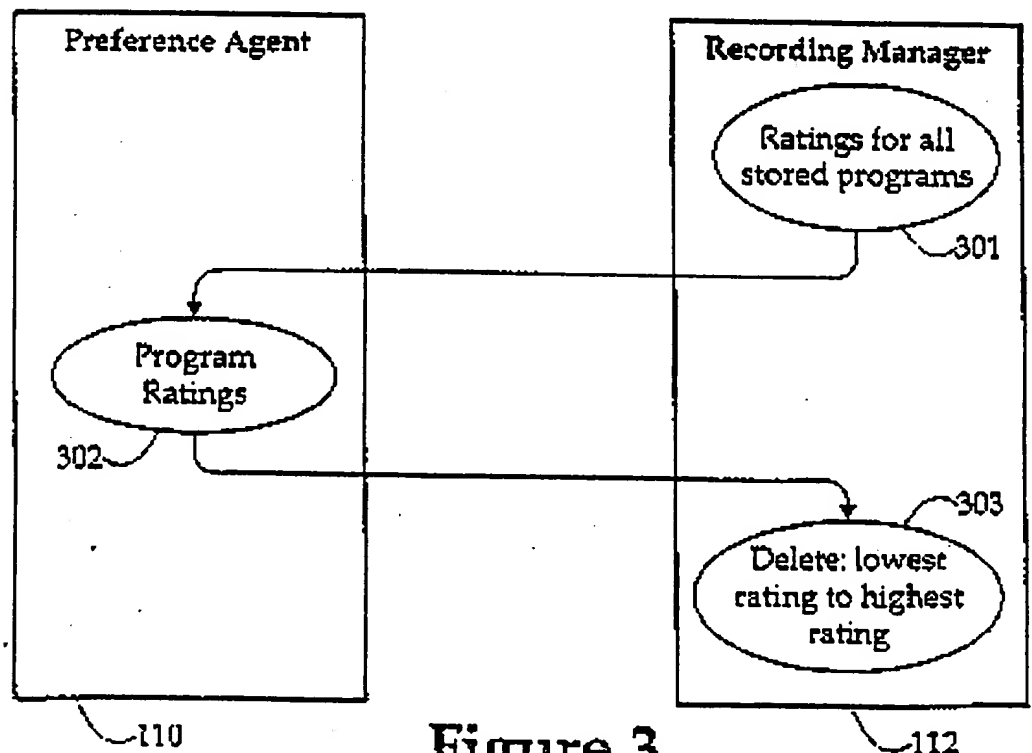 Preference Agent
Recording Manager
Ratings for all
stored programs
301
Program
Ratings
302
303
Delete: lowest
rating to highest
rating
110
112
Figure 3